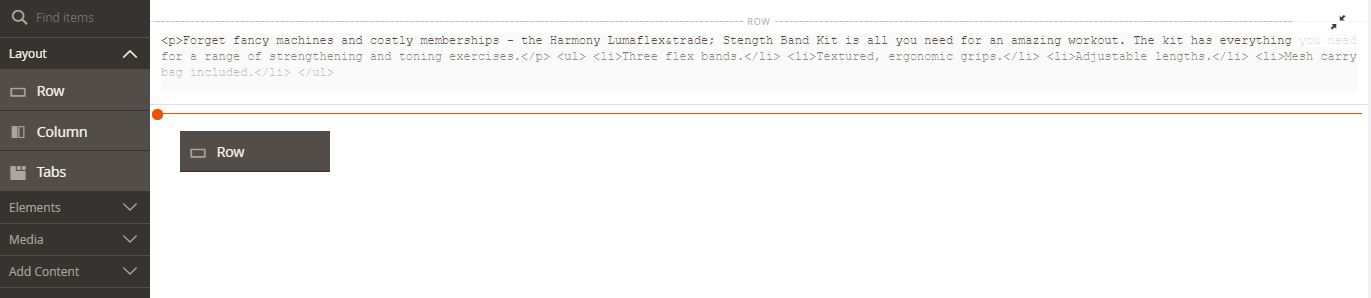 Find items
Layout
Row
Column
Tabs
Elements
Media
Add Content
ROW
<p>Forget fancy machines and costly memberships - the Harmony Lumaflex&trade; Stength Band Kit is all you need for an amazing workout. The kit has everything you need
for a range of strengthening and toning exercises.</p> <ul> <li>Three flex bands.</li> <li>Textured, ergonomic grips.</li> <li>Adjustable lengths.</li> <li>Mesh carry
bag included.</li> </ul>
Row